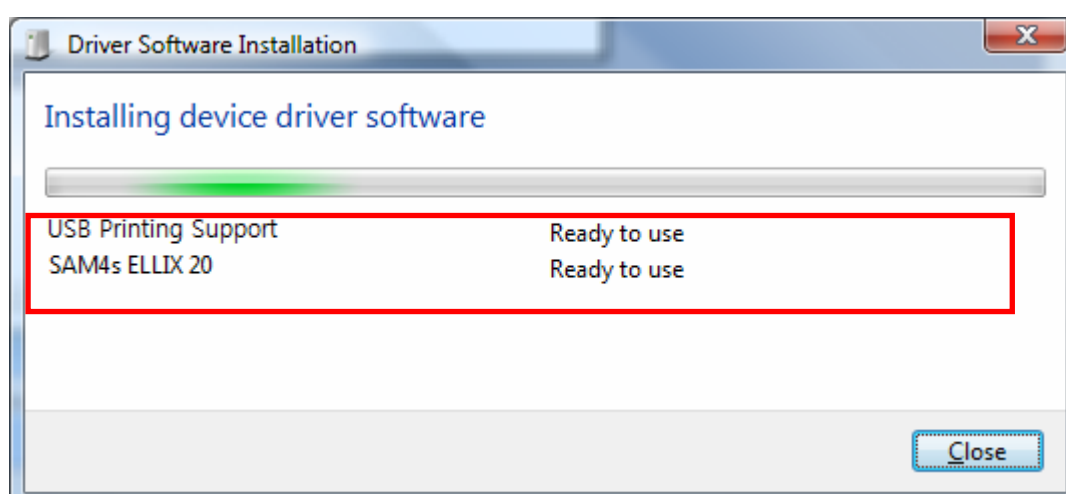 Driver Software Installation
Installing device driver software
USB Printing Support Ready to use
SAM4s ELLIX 20 Ready to use
Close